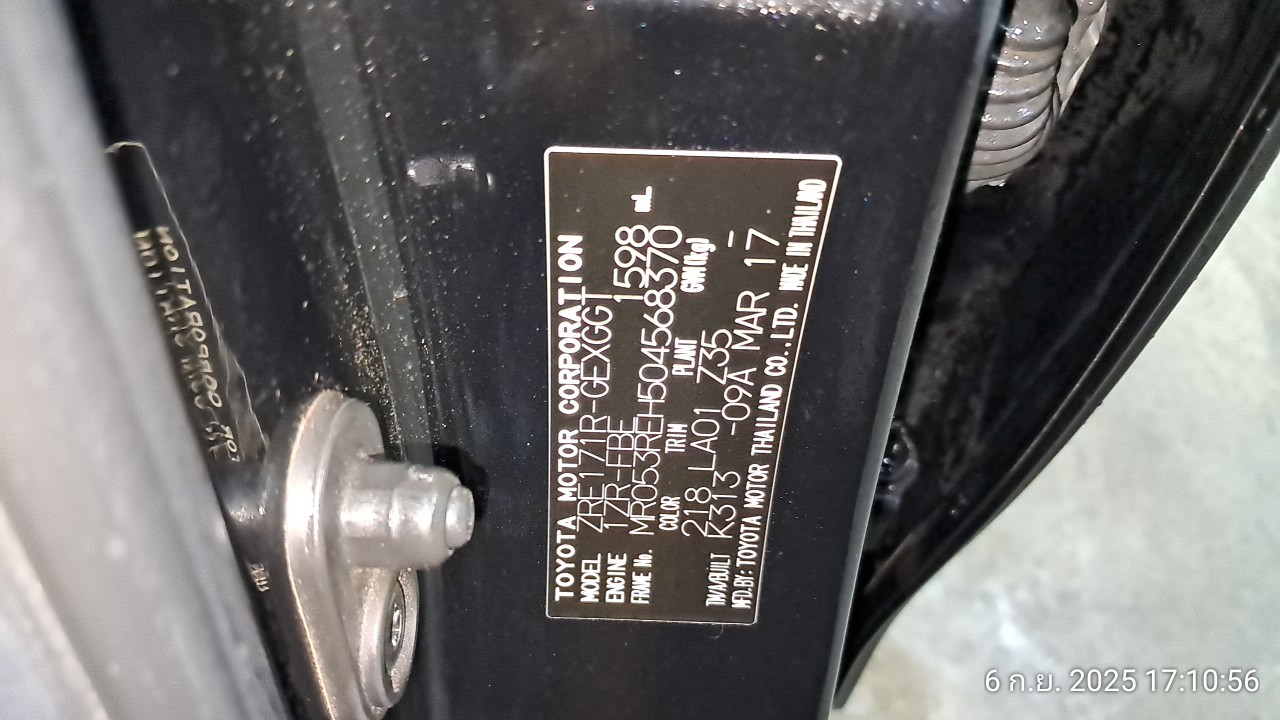 TOYOTA MOTOR CORPORATION
MODEL ZRE171R-GEXGGT
ENGINE 1ZR-FBE 1598 mL
FRAME No. MR053REH504568370
COLOR TRIM PLANT GVM(kg)
218 LA01 Z35 –
T/M/A/BUILT K313 -09A MAR 17
MFD.BY: TOYOTA MOTOR THAILAND CO.,LTD. MADE IN THAILAND
6 ก.ย. 2025 17:10:56